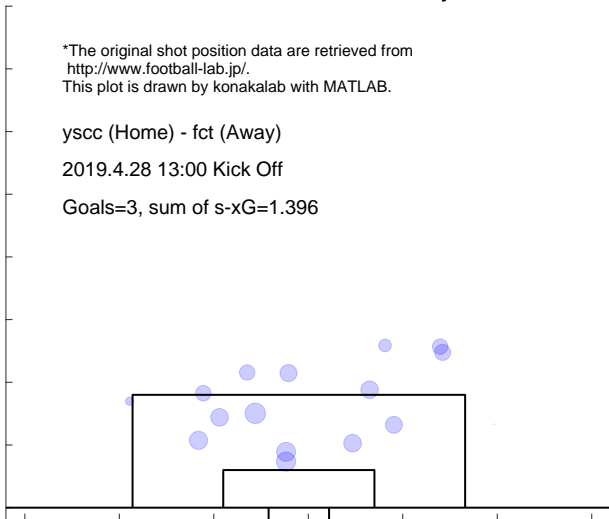 *The original shot position data are retrieved from
http://www.football-lab.jp/.
This plot is drawn by konakalab with MATLAB.
yscc (Home) - fct (Away)
2019.4.28 13:00 Kick Off
Goals=3, sum of s-xG=1.396